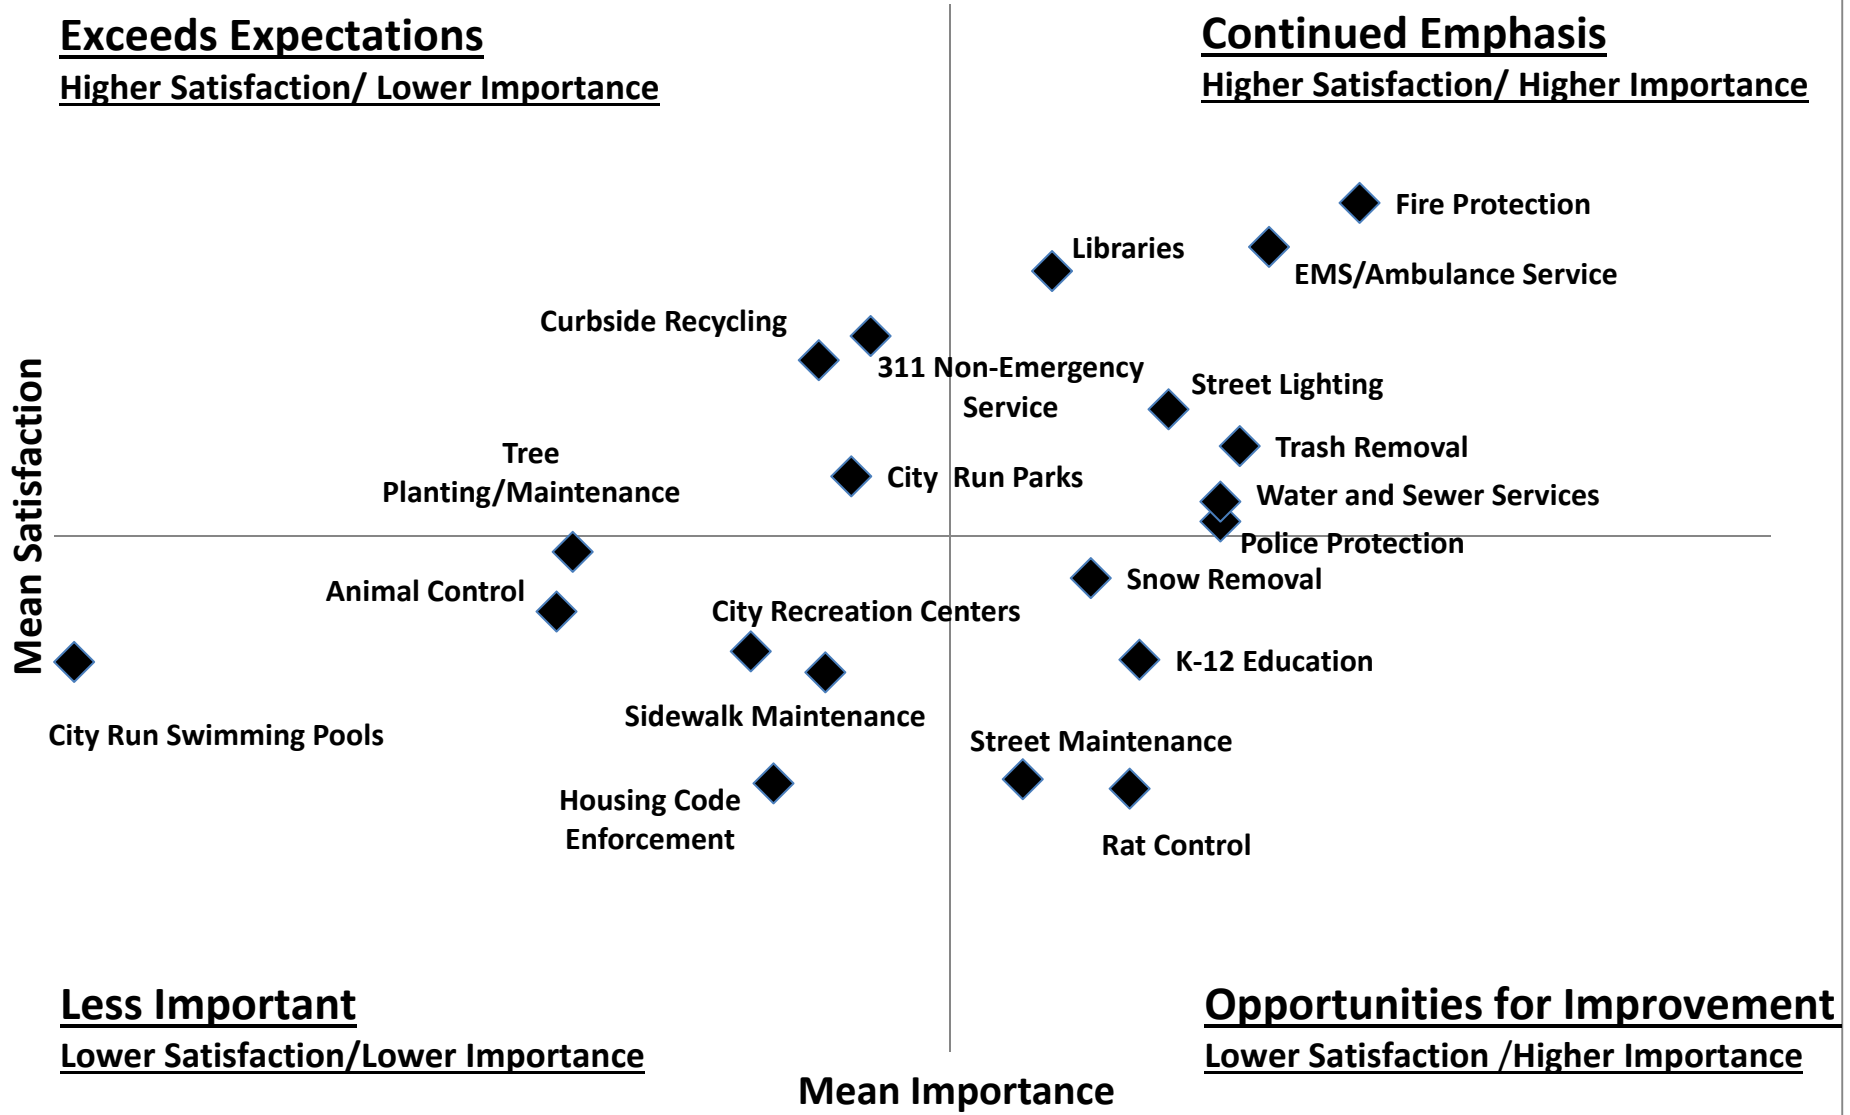 Exceeds Expectations
Higher Satisfaction/ Lower Importance
Continued Emphasis
Higher Satisfaction/ Higher Importance
Fire Protection
Libraries
EMS/Ambulance Service
Curbside Recycling
311 Non-Emergency
Service
Street Lighting
Trash Removal
Tree
Planting/Maintenance
City Run Parks
Water and Sewer Services
Police Protection
Mean Satisfaction
Snow Removal
Animal Control
City Recreation Centers
K-12 Education
Sidewalk Maintenance
City Run Swimming Pools
Street Maintenance
Housing Code
Enforcement
Rat Control
Less Important
Lower Satisfaction/Lower Importance
Opportunities for Improvement
Lower Satisfaction /Higher Importance
Mean Importance